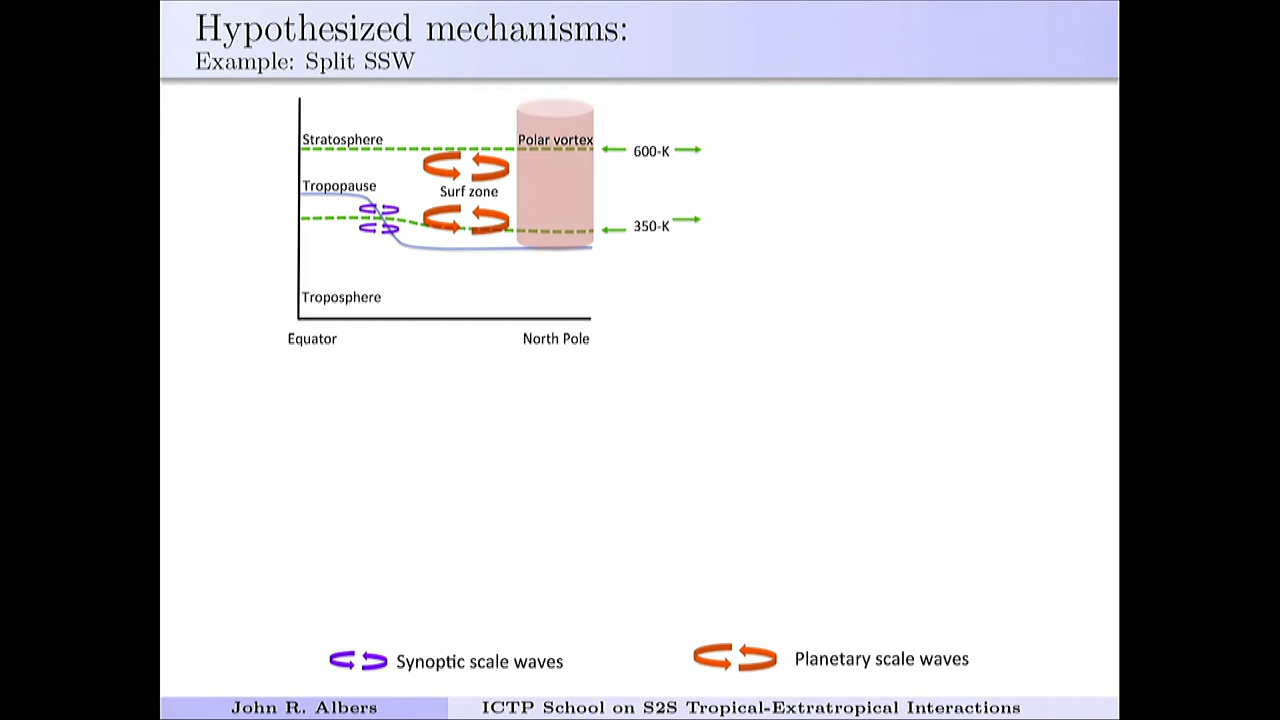 Hypothesized mechanisms:
Example: Split SSW
Stratosphere
Polar vortex
600-K
Tropopause
Surf zone
350-K
Troposphere
Equator
North Pole
Synoptic scale waves
Planetary scale waves
John R. Albers
ICTP School on S2S Tropical-Extratropical Interactions